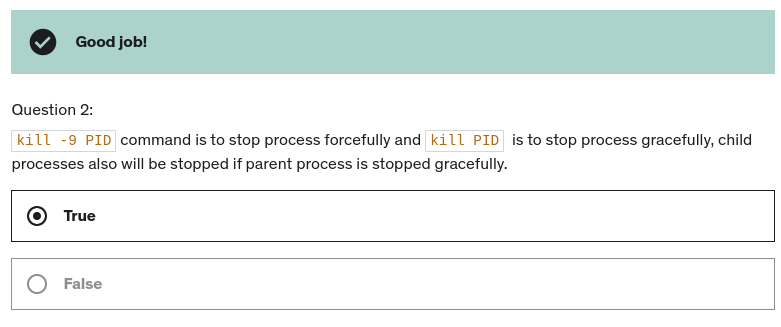 Good job!
Question 2:
kill -9 PID command is to stop process forcefully and kill PID is to stop process gracefully, child
processes also will be stopped if parent process is stopped gracefully.
True
False